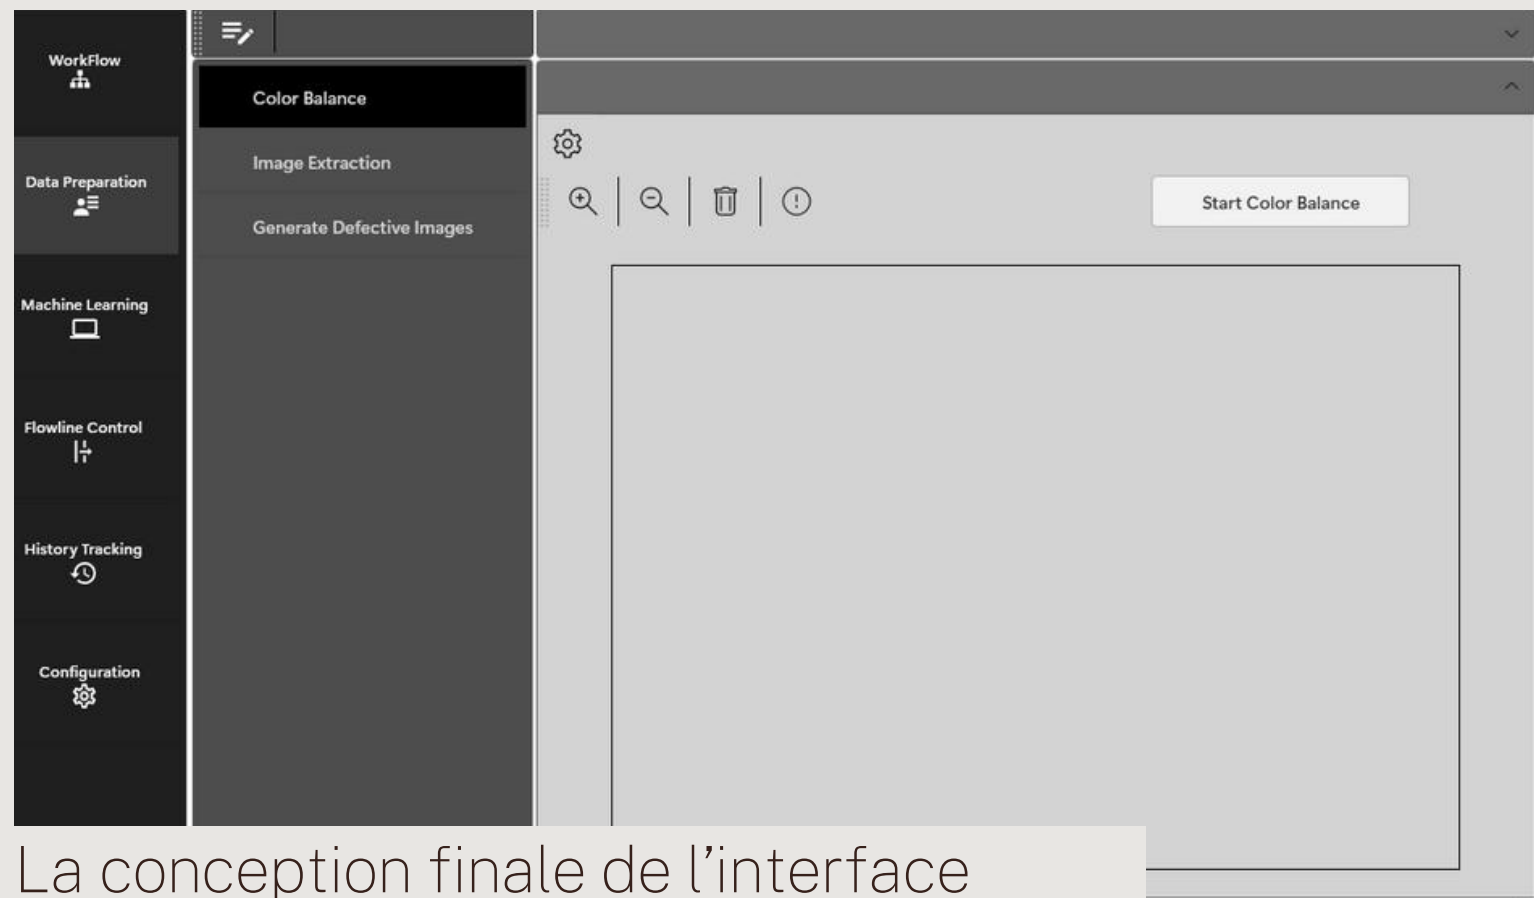 WorkFlow
Data Preparation
Machine Learning
Flowline Control
History Tracking
Configuration
Color Balance
Image Extraction
Generate Defective Images
Start Color Balance
La conception finale de l’interface